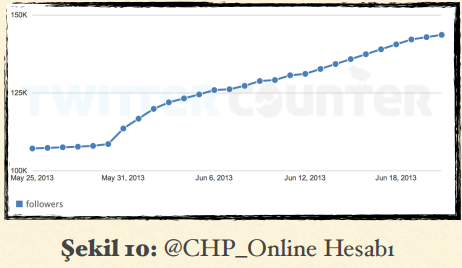 150K
TWITTER COUNTER
125K
100K
May 25, 2013 May 31, 2013 Jun 6, 2013 Jun 12, 2013 Jun 18, 2013
followers
Şekil 10: @CHP_Online Hesabı